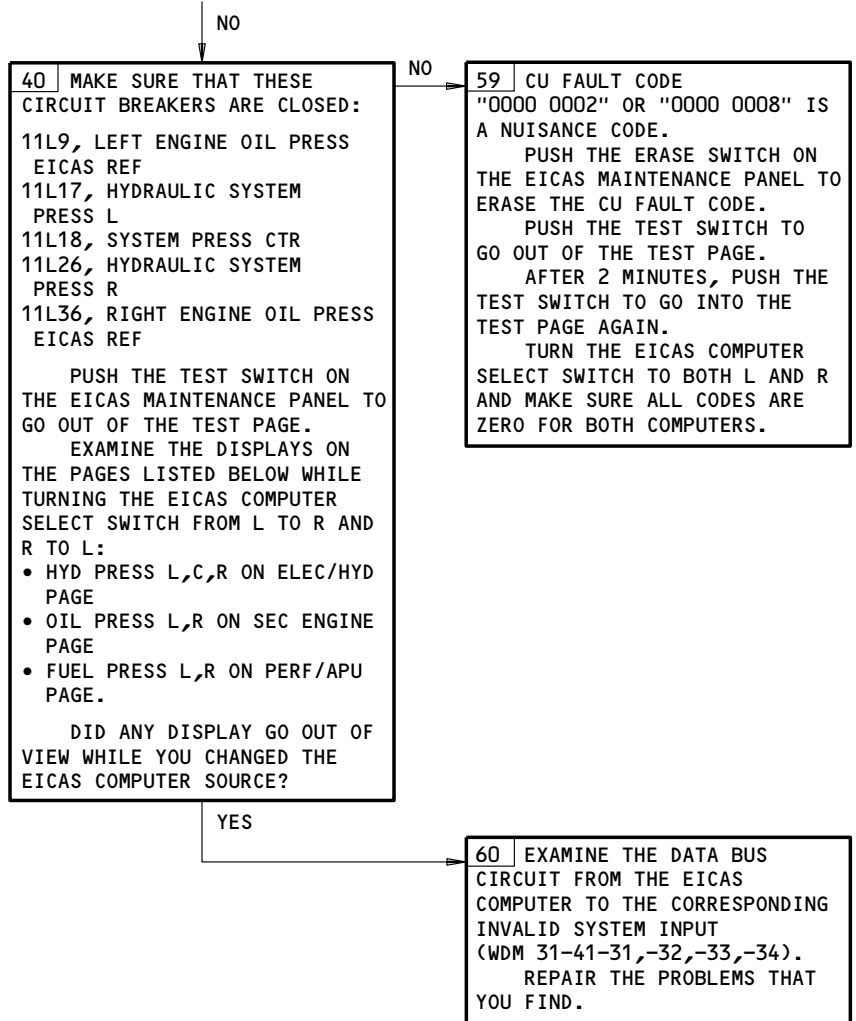 NO
40 MAKE SURE THAT THESE
CIRCUIT BREAKERS ARE CLOSED:
11L9, LEFT ENGINE OIL PRESS
EICAS REF
11L17, HYDRAULIC SYSTEM
PRESS L
11L18, SYSTEM PRESS CTR
11L26, HYDRAULIC SYSTEM
PRESS R
11L36, RIGHT ENGINE OIL PRESS
EICAS REF
PUSH THE TEST SWITCH ON
THE EICAS MAINTENANCE PANEL TO
GO OUT OF THE TEST PAGE.
EXAMINE THE DISPLAYS ON
THE PAGES LISTED BELOW WHILE
TURNING THE EICAS COMPUTER
SELECT SWITCH FROM L TO R AND
R TO L:
• HYD PRESS L,C,R ON ELEC/HYD
PAGE
• OIL PRESS L,R ON SEC ENGINE
PAGE
• FUEL PRESS L,R ON PERF/APU
PAGE.
DID ANY DISPLAY GO OUT OF
VIEW WHILE YOU CHANGED THE
EICAS COMPUTER SOURCE?
NO
59 CU FAULT CODE
"0000 0002" OR "0000 0008" IS
A NUISANCE CODE.
PUSH THE ERASE SWITCH ON
THE EICAS MAINTENANCE PANEL TO
ERASE THE CU FAULT CODE.
PUSH THE TEST SWITCH TO
GO OUT OF THE TEST PAGE.
AFTER 2 MINUTES, PUSH THE
TEST SWITCH TO GO INTO THE
TEST PAGE AGAIN.
TURN THE EICAS COMPUTER
SELECT SWITCH TO BOTH L AND R
AND MAKE SURE ALL CODES ARE
ZERO FOR BOTH COMPUTERS.
YES
60 EXAMINE THE DATA BUS
CIRCUIT FROM THE EICAS
COMPUTER TO THE CORRESPONDING
INVALID SYSTEM INPUT
(WDM 31-41-31,-32,-33,-34).
REPAIR THE PROBLEMS THAT
YOU FIND.